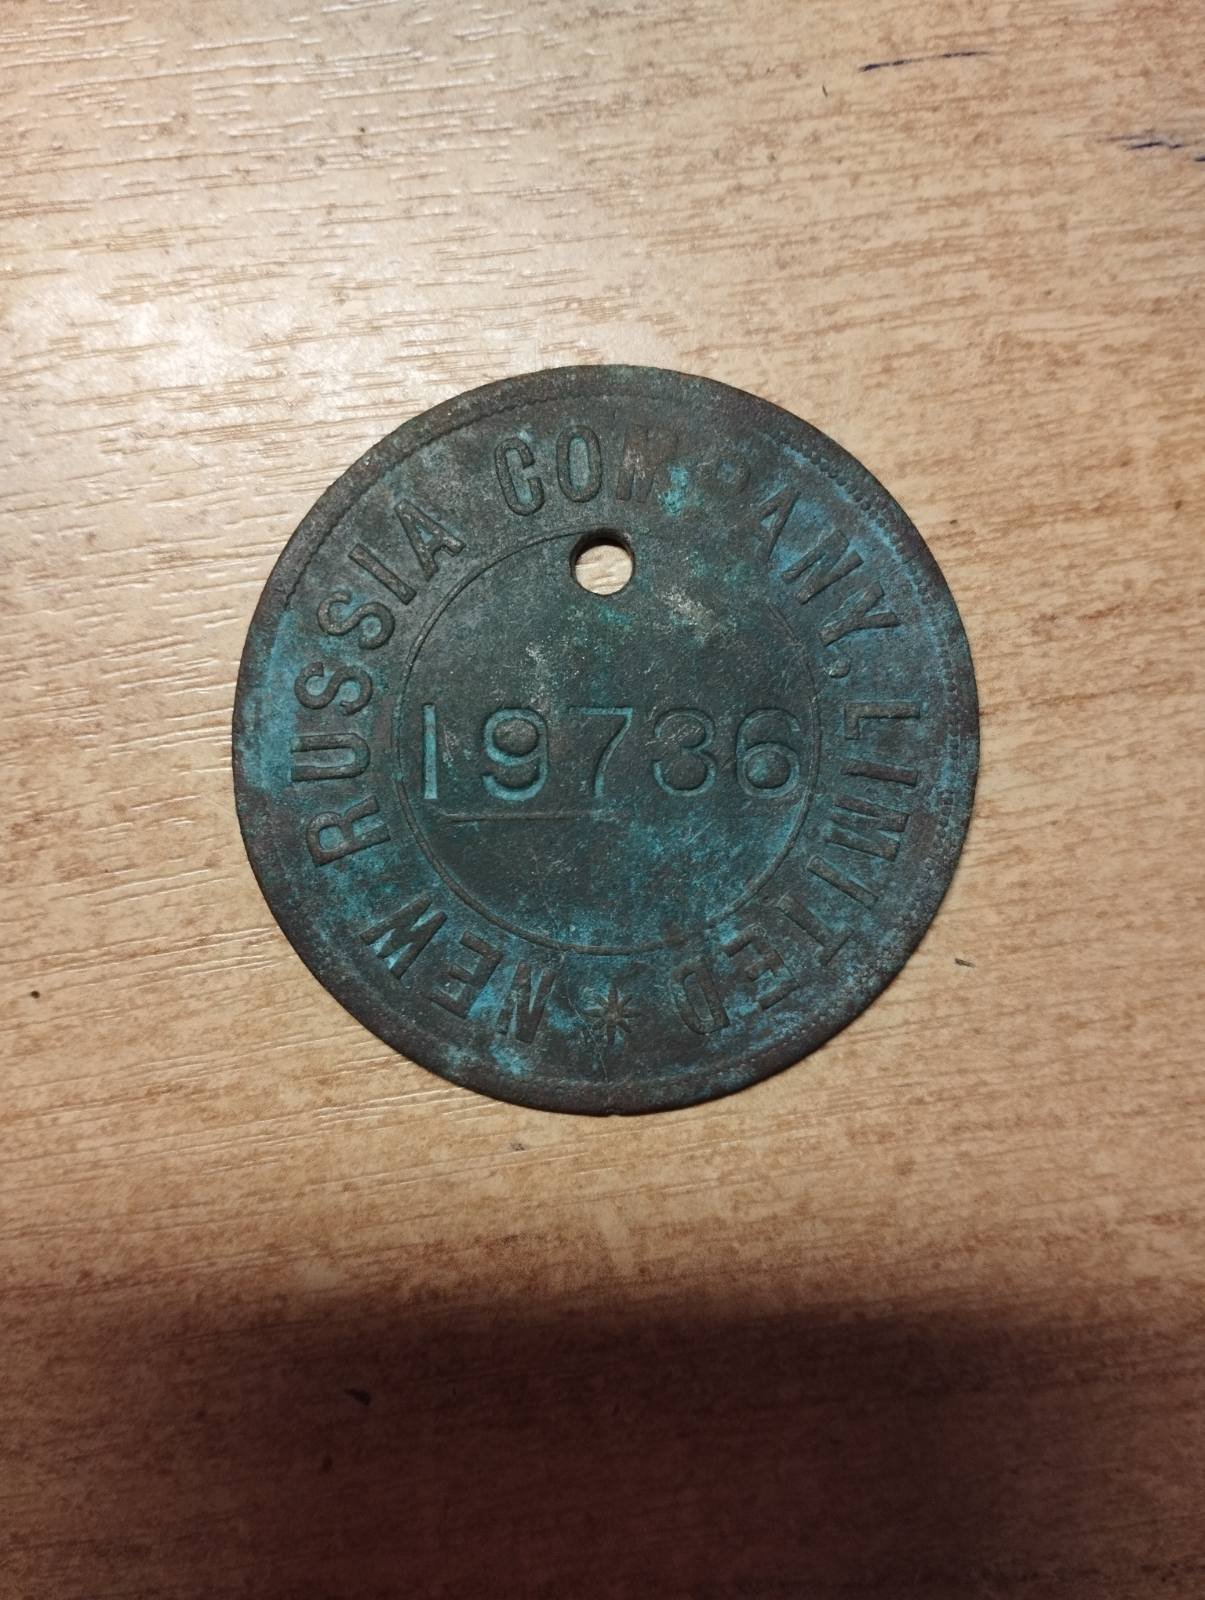 NEW RUSSIA COMPANY, LIMITED
19736